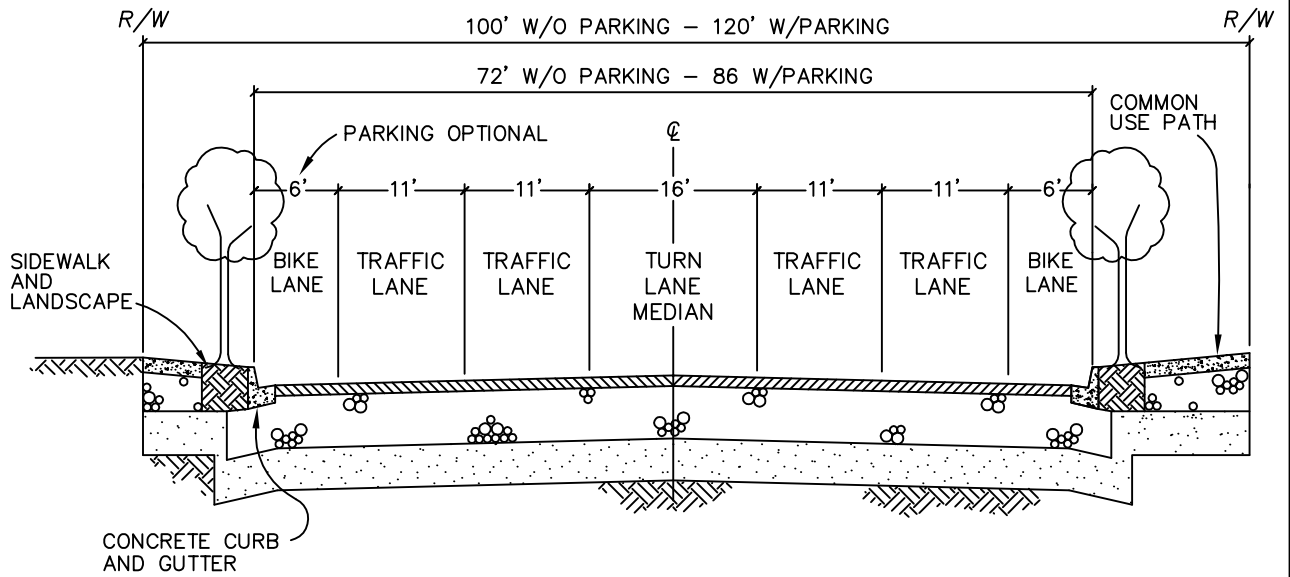 R/W
100' W/O PARKING – 120' W/PARKING
R/W
72' W/O PARKING – 86 W/PARKING
COMMON
USE PATH
PARKING OPTIONAL
℄
6'
11'
11'
16'
11'
11'
6'
SIDEWALK
AND
LANDSCAPE
BIKE
LANE
TRAFFIC
LANE
TRAFFIC
LANE
TURN
LANE
MEDIAN
TRAFFIC
LANE
TRAFFIC
LANE
BIKE
LANE
CONCRETE CURB
AND GUTTER